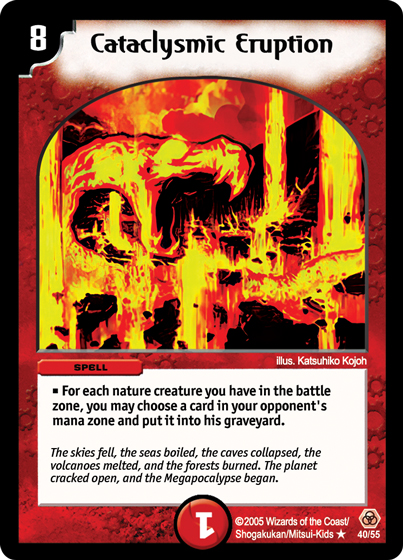 8
Cataclysmic Eruption
illus. Katsuhiko Kojoh
SPELL
▪ For each nature creature you have in the battle
zone, you may choose a card in your opponent's
mana zone and put it into his graveyard.
The skies fell, the seas boiled, the caves collapsed, the
volcanoes melted, and the forests burned. The planet
cracked open, and the Megapocalypse began.
1
©2005 Wizards of the Coast/
Shogakukan/Mitsui-Kids ★ 40/55